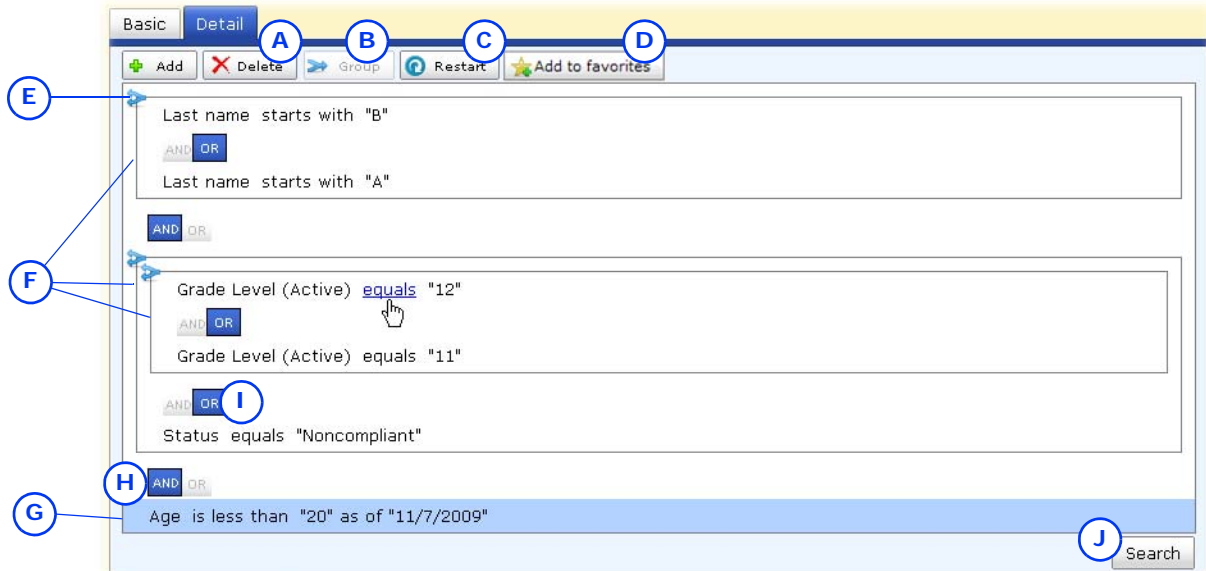 Basic Detail
A B C D
Add Delete Group Restart Add to favorites
E
Last name starts with "B"
AND OR
Last name starts with "A"
AND OR
F
Grade Level (Active) equals "12"
AND OR
Grade Level (Active) equals "11"
AND OR I
Status equals "Noncompliant"
H AND OR
G Age is less than "20" as of "11/7/2009"
J Search